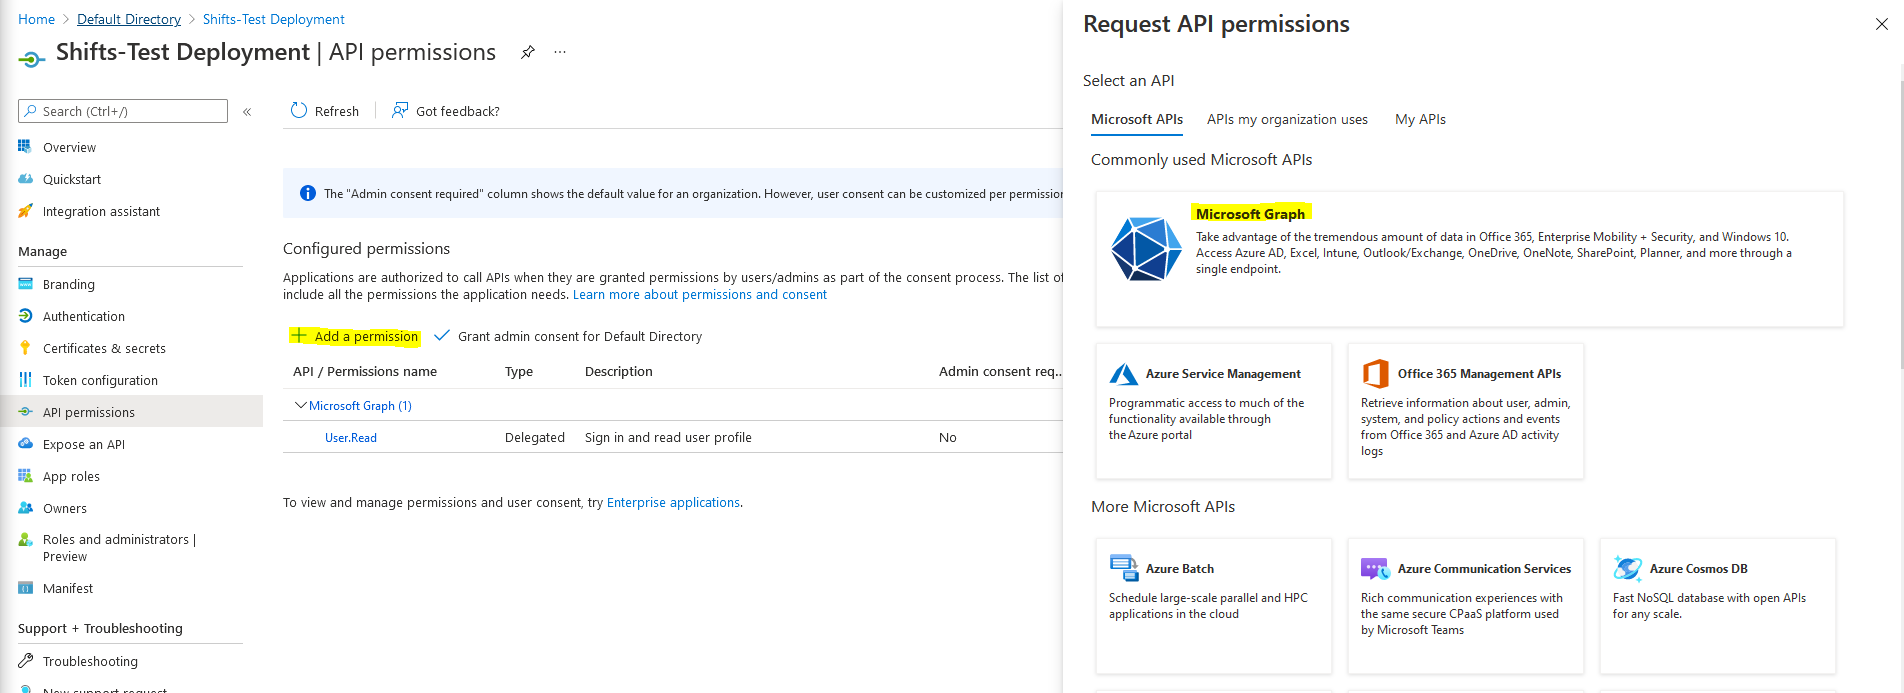 Home > Default Directory > Shifts-Test Deployment
Shifts-Test Deployment | API permissions
Search (Ctrl+/)
Overview
Quickstart
Integration assistant
Manage
Branding
Authentication
Certificates & secrets
Token configuration
API permissions
Expose an API
App roles
Owners
Roles and administrators |
Preview
Manifest
Support + Troubleshooting
Troubleshooting
New support request
Refresh
Got feedback?
The "Admin consent required" column shows the default value for an organization. However, user consent can be customized per permission
Configured permissions
Applications are authorized to call APIs when they are granted permissions by users/admins as part of the consent process. The list of
include all the permissions the application needs. Learn more about permissions and consent
Add a permission
Grant admin consent for Default Directory
API / Permissions name Type Description Admin consent req...
Microsoft Graph (1)
User.Read Delegated Sign in and read user profile No
To view and manage permissions and user consent, try Enterprise applications.
Request API permissions
Select an API
Microsoft APIs APIs my organization uses My APIs
Commonly used Microsoft APIs
Microsoft Graph
Take advantage of the tremendous amount of data in Office 365, Enterprise Mobility + Security, and Windows 10.
Access Azure AD, Excel, Intune, Outlook/Exchange, OneDrive, OneNote, SharePoint, Planner, and more through a
single endpoint.
Azure Service Management
Programmatic access to much of the
functionality available through
the Azure portal
Office 365 Management APIs
Retrieve information about user, admin,
system, and policy actions and events
from Office 365 and Azure AD activity
logs
More Microsoft APIs
Azure Batch
Schedule large-scale parallel and HPC
applications in the cloud
Azure Communication Services
Rich communication experiences with
the same secure CPaaS platform used
by Microsoft Teams
Azure Cosmos DB
Fast NoSQL database with open APIs
for any scale.